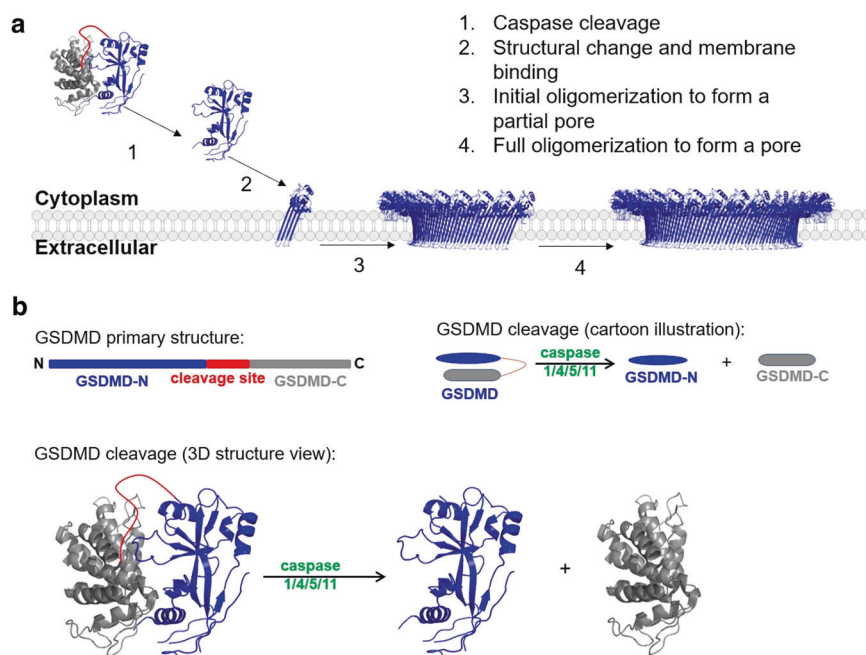 a
1. Caspase cleavage
2. Structural change and membrane
binding
3. Initial oligomerization to form a
partial pore
4. Full oligomerization to form a pore
1
2
Cytoplasm
Extracellular
3
4
b
GSDMD primary structure:
N
C
GSDMD-N
cleavage site
GSDMD-C
GSDMD cleavage (cartoon illustration):
GSDMD
caspase
1/4/5/11
GSDMD-N
+
GSDMD-C
GSDMD cleavage (3D structure view):
caspase
1/4/5/11
+